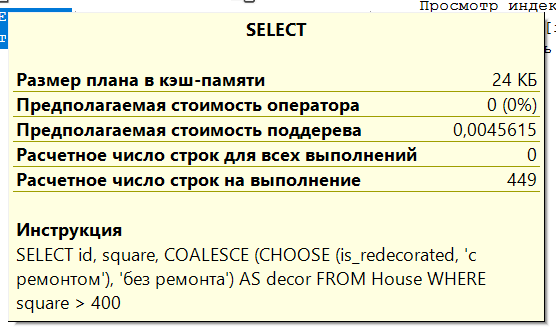 Просмотр индек
SELECT
Размер плана в кэш-памяти 24 КБ
Предполагаемая стоимость оператора 0 (0%)
Предполагаемая стоимость поддерева 0,0045615
Расчетное число строк для всех выполнений 0
Расчетное число строк на выполнение 449
Инструкция
SELECT id, square, COALESCE (CHOOSE (is_redecorated, 'с
ремонтом'), 'без ремонта') AS decor FROM House WHERE
square > 400